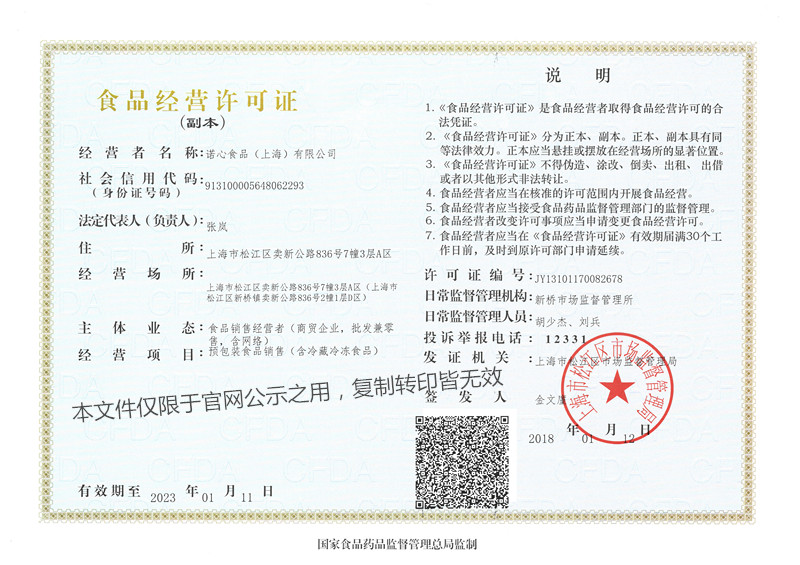 食品经营许可证
(副本)
经营者名称:诺心食品（上海）有限公司
社会信用代码:913100005648062293
(身份证号码)
法定代表人(负责人):张岚
住所:上海市松江区卖新公路836号7幢3层A区
经营场所:
上海市松江区卖新公路836号7幢3层A区（上海市
松江区新桥镇卖新公路836号2幢1层D区）
主体业态:食品销售经营者（商贸企业，批发兼零
售，含网络）
经营项目:预包装食品销售（含冷藏冷冻食品）
本文件仅限于官网公示之用，复制转印皆无效
有效期至 2023 年 01 月 11 日
说 明
1.《食品经营许可证》是食品经营者取得食品经营许可的合
法凭证。
2.《食品经营许可证》分为正本、副本。正本、副本具有同
等法律效力。正本应当悬挂或摆放在经营场所的显著位置。
3.《食品经营许可证》不得伪造、涂改、倒卖、出租、出借
或者以其他形式非法转让。
4. 食品经营者应当在核准的许可范围内开展食品经营。
5. 食品经营者应当接受食品药品监督管理部门的监督管理。
6. 食品经营者改变许可事项应当申请变更食品经营许可。
7. 食品经营者应当在《食品经营许可证》有效期届满30个工
作日前，及时到原许可部门申请延续。
许可证编号:JY13101170082678
日常监督管理机构:新桥市场监督管理所
日常监督管理人员:胡少杰、刘兵
投诉举报电话:12331
发证机关:上海市松江区市场监督管理局
签发人 金文
上海市松江区市场监督管理局
2018 年 01 月 12 日
国家食品药品监督管理总局监制